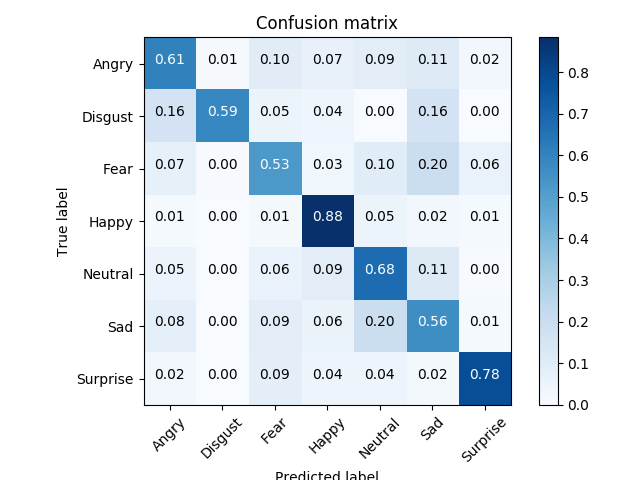 Confusion matrix
Angry 0.61 0.01 0.10 0.07 0.09 0.11 0.02
Disgust 0.16 0.59 0.05 0.04 0.00 0.16 0.00
Fear 0.07 0.00 0.53 0.03 0.10 0.20 0.06
Happy 0.01 0.00 0.01 0.88 0.05 0.02 0.01
Neutral 0.05 0.00 0.06 0.09 0.68 0.11 0.00
Sad 0.08 0.00 0.09 0.06 0.20 0.56 0.01
Surprise 0.02 0.00 0.09 0.04 0.04 0.02 0.78
True label
Angry Disgust Fear Happy Neutral Sad Surprise
Predicted label
0.8
0.7
0.6
0.5
0.4
0.3
0.2
0.1
0.0